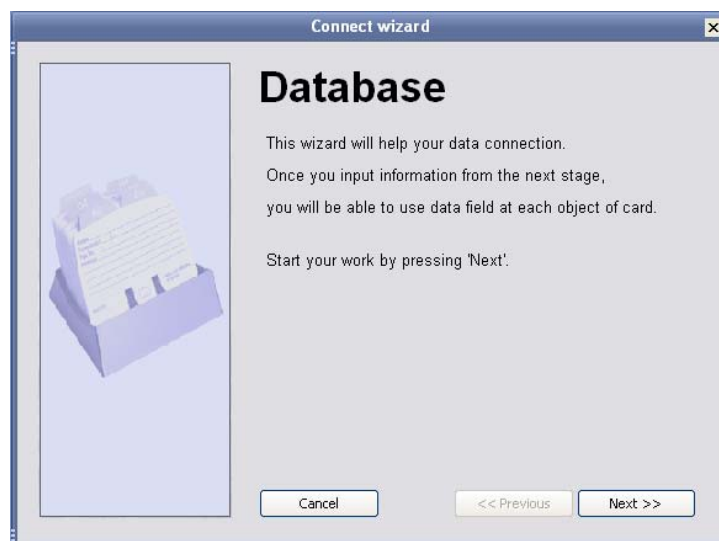 Connect wizard
Database
This wizard will help your data connection.
Once you input information from the next stage,
you will be able to use data field at each object of card.
Start your work by pressing 'Next'.
Cancel
<< Previous
Next >>